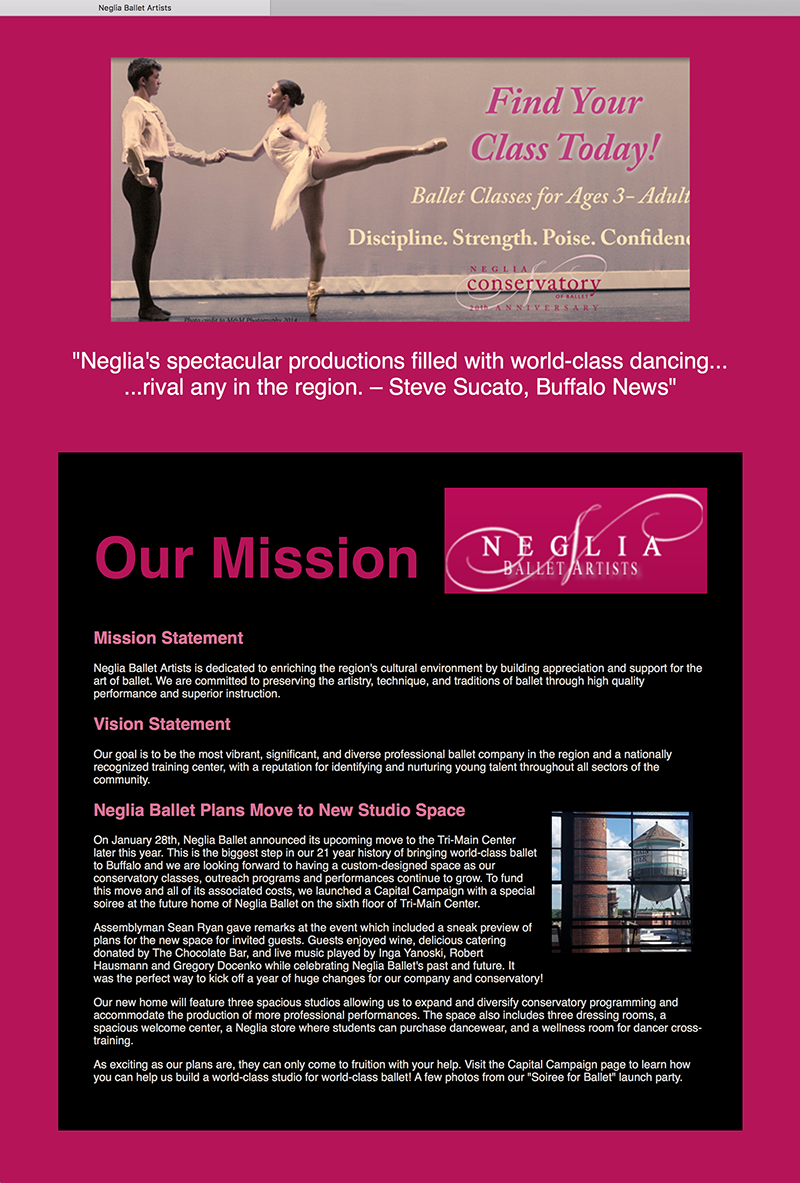 Neglia Ballet Artists
Find Your
Class Today!
Ballet Classes for Ages 3– Adult
Discipline. Strength. Poise. Confidenc
NEGLIA
conservatory
OF BALLET
20th ANNIVERSARY
Photo credit to
Photography 2014
"Neglia's spectacular productions filled with world-class dancing...
...rival any in the region. – Steve Sucato, Buffalo News"
Our Mission
NEGLIA
BALLET ARTISTS
Mission Statement
Neglia Ballet Artists is dedicated to enriching the region's cultural environment by building appreciation and support for the
art of ballet. We are committed to preserving the artistry, technique, and traditions of ballet through high quality
performance and superior instruction.
Vision Statement
Our goal is to be the most vibrant, significant, and diverse professional ballet company in the region and a nationally
recognized training center, with a reputation for identifying and nurturing young talent throughout all sectors of the
community.
Neglia Ballet Plans Move to New Studio Space
On January 28th, Neglia Ballet announced its upcoming move to the Tri-Main Center
later this year. This is the biggest step in our 21 year history of bringing world-class ballet
to Buffalo and we are looking forward to having a custom-designed space as our
conservatory classes, outreach programs and performances continue to grow. To fund
this move and all of its associated costs, we launched a Capital Campaign with a special
soiree at the future home of Neglia Ballet on the sixth floor of Tri-Main Center.
Assemblyman Sean Ryan gave remarks at the event which included a sneak preview of
plans for the new space for invited guests. Guests enjoyed wine, delicious catering
donated by The Chocolate Bar, and live music played by Inga Yanoski, Robert
Hausmann and Gregory Docenko while celebrating Neglia Ballet's past and future. It
was the perfect way to kick off a year of huge changes for our company and conservatory!
Our new home will feature three spacious studios allowing us to expand and diversify conservatory programming and
accommodate the production of more professional performances. The space also includes three dressing rooms, a
spacious welcome center, a Neglia store where students can purchase dancewear, and a wellness room for dancer cross-
training.
As exciting as our plans are, they can only come to fruition with your help. Visit the Capital Campaign page to learn how
you can help us build a world-class studio for world-class ballet! A few photos from our "Soiree for Ballet" launch party.